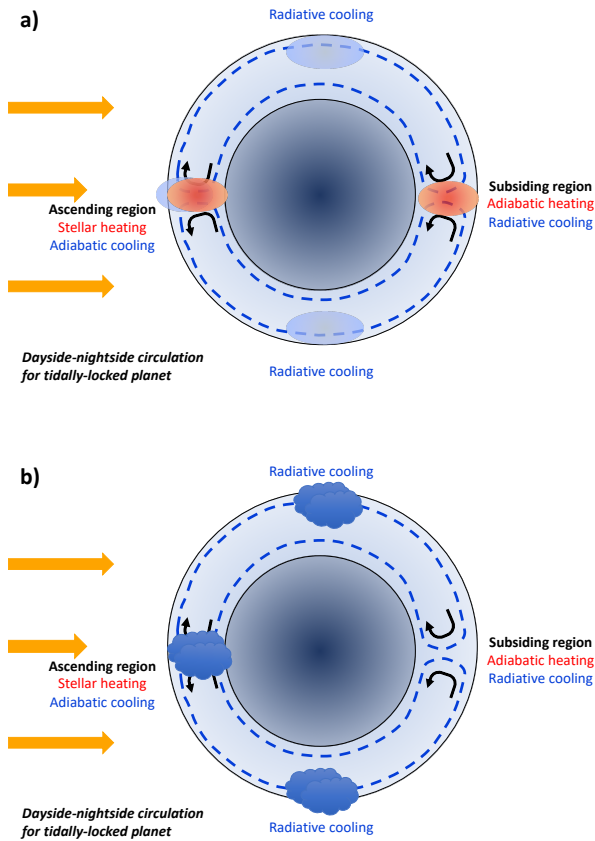 a)
Radiative cooling
Ascending region
Stellar heating
Adiabatic cooling
Subsiding region
Adiabatic heating
Radiative cooling
Dayside-nightside circulation
for tidally-locked planet
Radiative cooling
b)
Radiative cooling
Ascending region
Stellar heating
Adiabatic cooling
Subsiding region
Adiabatic heating
Radiative cooling
Dayside-nightside circulation
for tidally-locked planet
Radiative cooling